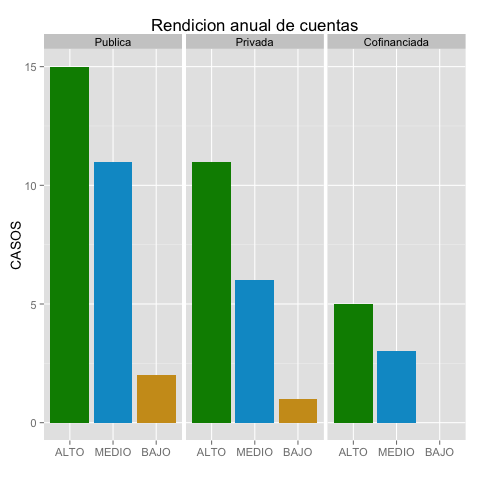 Rendicion anual de cuentas
Publica Privada Cofinanciada
CASOS
15
10
5
0
ALTO MEDIO BAJO ALTO MEDIO BAJO ALTO MEDIO BAJO